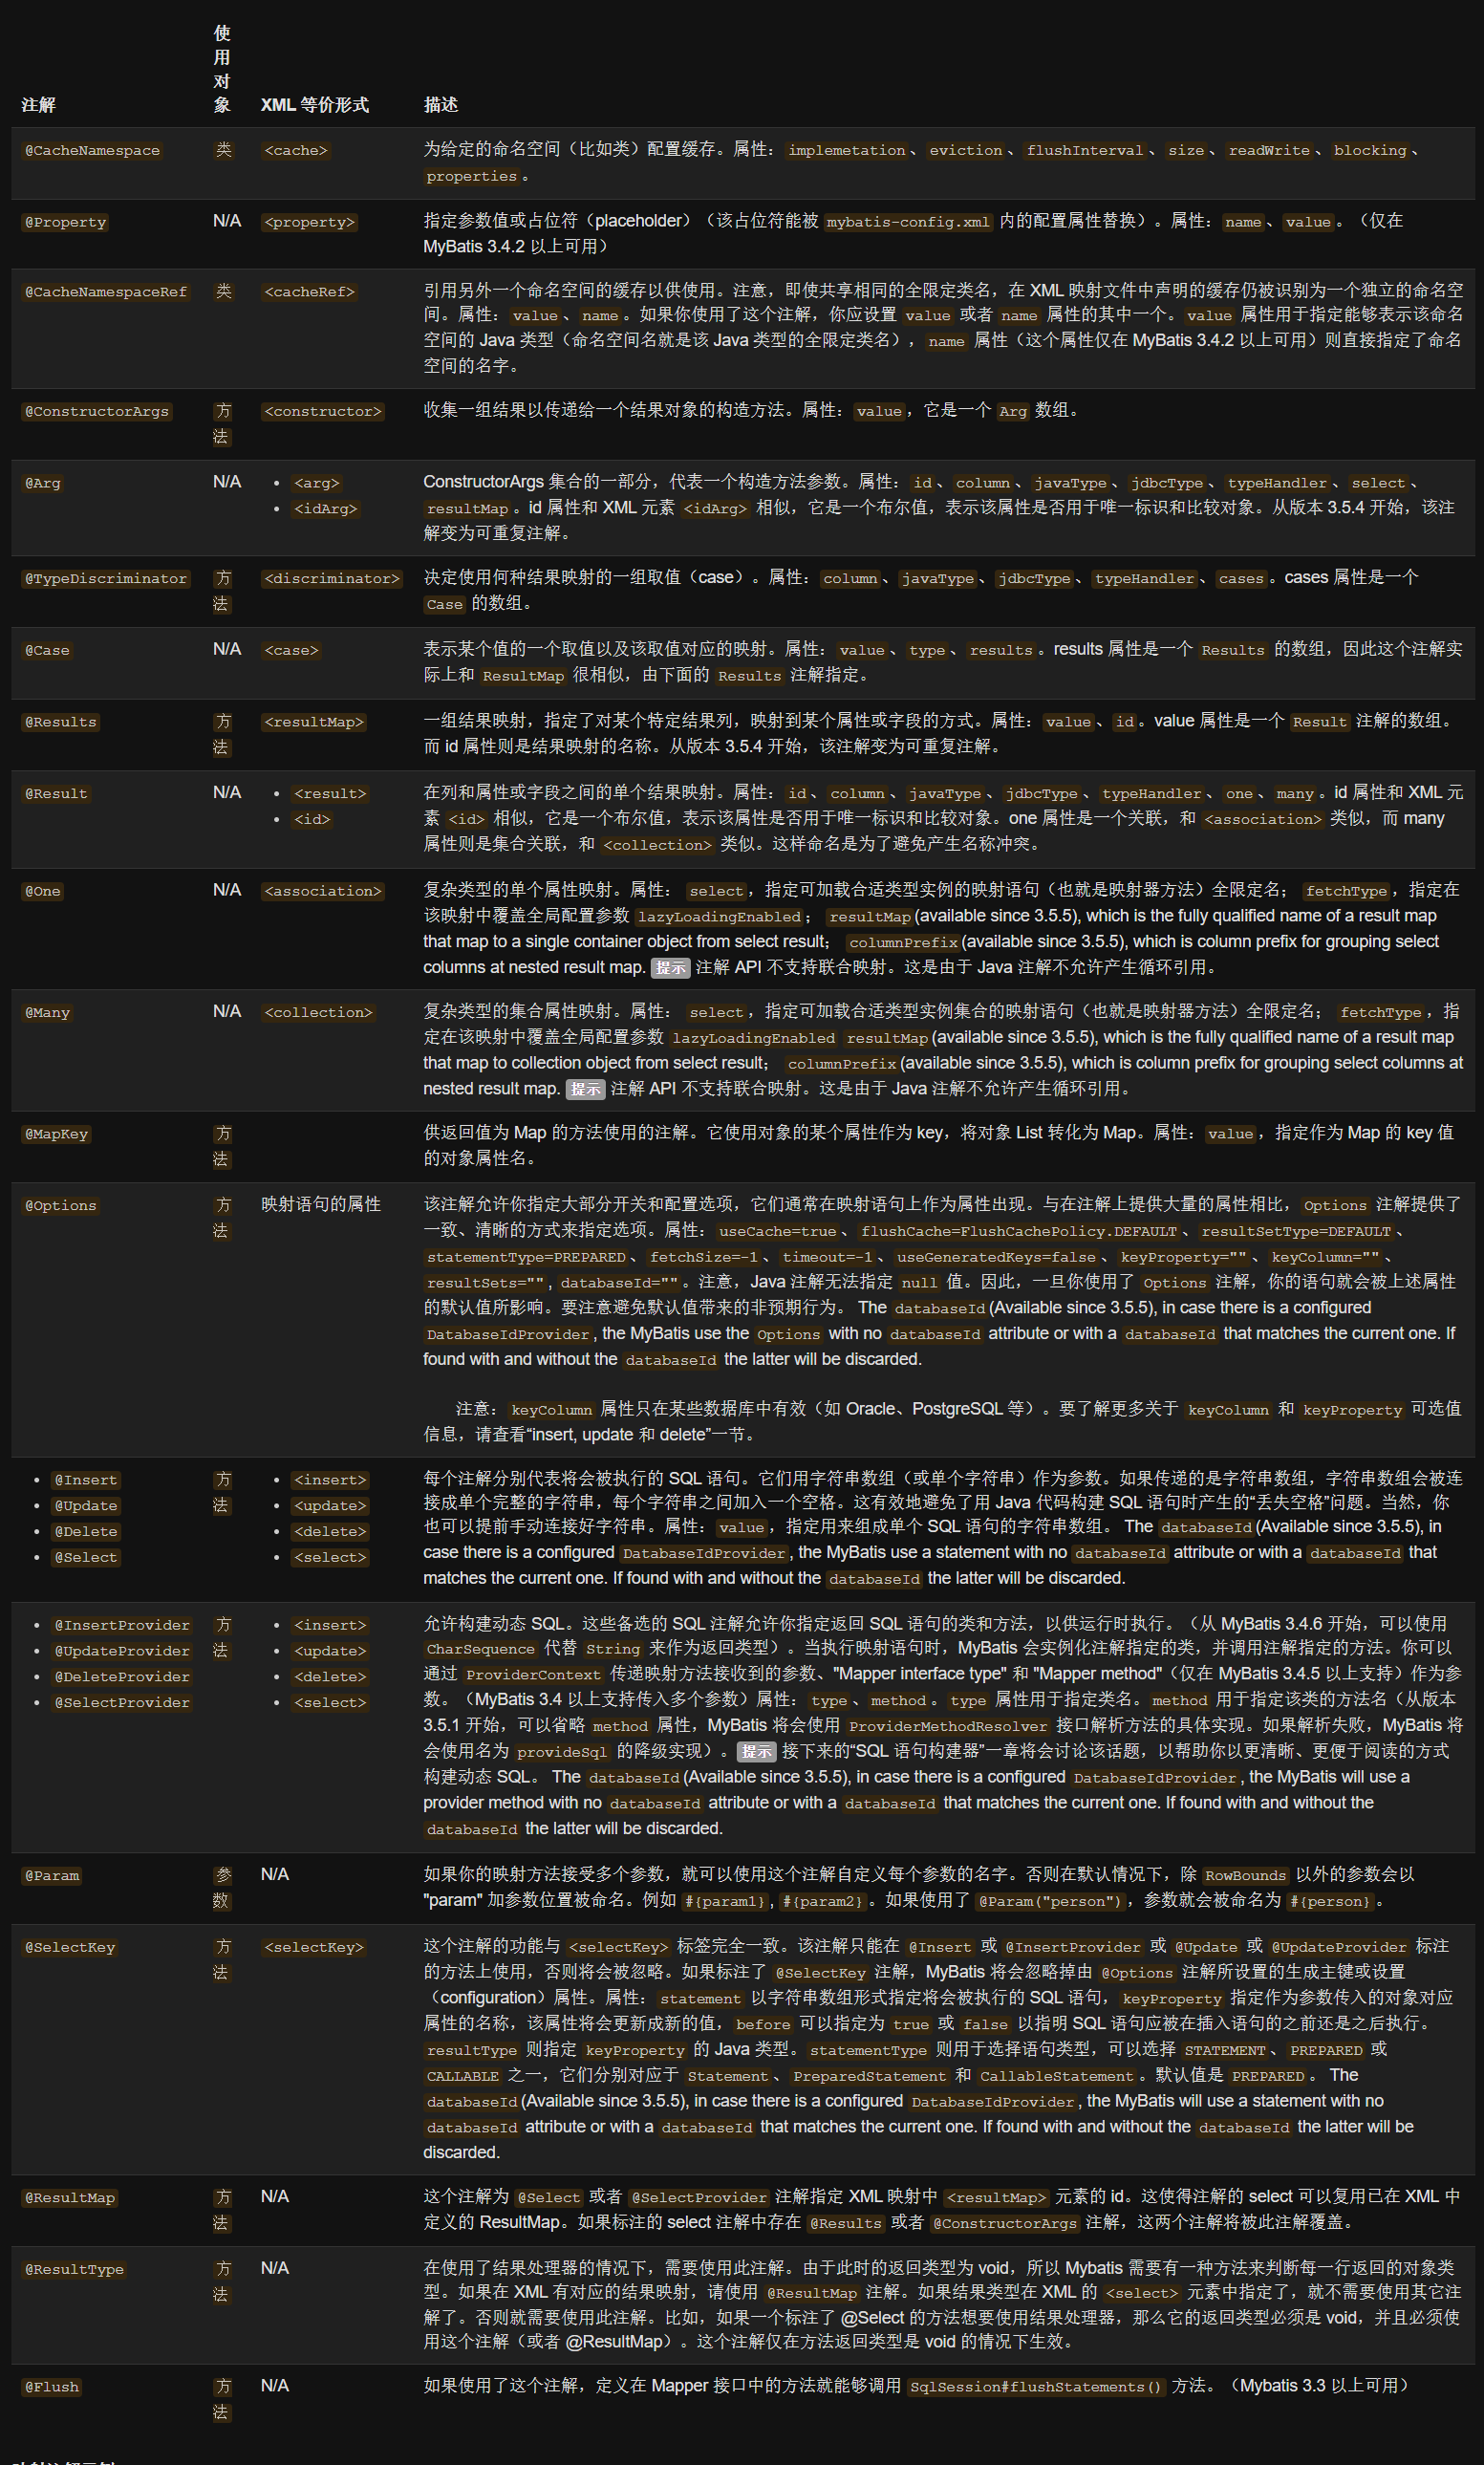 使
用
对
象
注解 XML 等价形式 描述
@CacheNamespace 类 <cache> 为给定的命名空间（比如类）配置缓存。属性：implemetation、eviction、flushInterval、size、readWrite、blocking、
properties。
@Property N/A <property> 指定参数值或占位符（placeholder）（该占位符能被 mybatis-config.xml 内的配置属性替换）。属性：name、value。（仅在
MyBatis 3.4.2 以上可用）
@CacheNamespaceRef 类 <cacheRef> 引用另外一个命名空间的缓存以供使用。注意，即使共享相同的全限定类名，在 XML 映射文件中声明的缓存仍被识别为一个独立的命名空
间。属性：value、name。如果你使用了这个注解，你应设置 value 或者 name 属性的其中一个。value 属性用于指定能够表示该命名
空间的 Java 类型（命名空间名就是该 Java 类型的全限定类名），name 属性（这个属性仅在 MyBatis 3.4.2 以上可用）则直接指定了命名
空间的名字。
@ConstructorArgs 方 <constructor> 收集一组结果以传递给一个结果对象的构造方法。属性：value，它是一个 Arg 数组。
法
@Arg N/A • <arg> ConstructorArgs 集合的一部分，代表一个构造方法参数。属性：id、column、javaType、jdbcType、typeHandler、select、
• <idArg> resultMap。id 属性和 XML 元素 <idArg> 相似，它是一个布尔值，表示该属性是否用于唯一标识和比较对象。从版本 3.5.4 开始，该注
解变为可重复注解。
@TypeDiscriminator 方 <discriminator> 决定使用何种结果映射的一组取值（case）。属性：column、javaType、jdbcType、typeHandler、cases。cases 属性是一个
法 Case 的数组。
@Case N/A <case> 表示某个值的一个取值以及该取值对应的映射。属性：value、type、results。results 属性是一个 Results 的数组，因此这个注解实
际上和 ResultMap 很相似，由下面的 Results 注解指定。
@Results 方 <resultMap> 一组结果映射，指定了对某个特定结果列，映射到某个属性或字段的方式。属性：value、id。value 属性是一个 Result 注解的数组。
法 而 id 属性则是结果映射的名称。从版本 3.5.4 开始，该注解变为可重复注解。
@Result N/A • <result> 在列和属性或字段之间的单个结果映射。属性：id、column、javaType、jdbcType、typeHandler、one、many。id 属性和 XML 元
• <id> 素 <id> 相似，它是一个布尔值，表示该属性是否用于唯一标识和比较对象。one 属性是一个关联，和 <association> 类似，而 many
属性则是集合关联，和 <collection> 类似。这样命名是为了避免产生名称冲突。
@One N/A <association> 复杂类型的单个属性映射。属性： select，指定可加载合适类型实例的映射语句（也就是映射器方法）全限定名； fetchType，指定在
该映射中覆盖全局配置参数 lazyLoadingEnabled； resultMap(available since 3.5.5), which is the fully qualified name of a result map
that map to a single container object from select result； columnPrefix(available since 3.5.5), which is column prefix for grouping select
columns at nested result map. 提示 注解 API 不支持联合映射。这是由于 Java 注解不允许产生循环引用。
@Many N/A <collection> 复杂类型的集合属性映射。属性： select，指定可加载合适类型实例集合的映射语句（也就是映射器方法）全限定名； fetchType，指
定在该映射中覆盖全局配置参数 lazyLoadingEnabled resultMap(available since 3.5.5), which is the fully qualified name of a result map
that map to collection object from select result； columnPrefix(available since 3.5.5), which is column prefix for grouping select columns at
nested result map. 提示 注解 API 不支持联合映射。这是由于 Java 注解不允许产生循环引用。
@MapKey 方 供返回值为 Map 的方法使用的注解。它使用对象的某个属性作为 key，将对象 List 转化为 Map。属性：value，指定作为 Map 的 key 值
法 的对象属性名。
@Options 方 映射语句的属性 该注解允许你指定大部分开关和配置选项，它们通常在映射语句上作为属性出现。与在注解上提供大量的属性相比，Options 注解提供了
法 一致、清晰的方式来指定选项。属性：useCache=true、flushCache=FlushCachePolicy.DEFAULT、resultSetType=DEFAULT、
statementType=PREPARED、fetchSize=-1、timeout=-1、useGeneratedKeys=false、keyProperty=""、keyColumn=""、
resultSets="", databaseId=""。注意，Java 注解无法指定 null 值。因此，一旦你使用了 Options 注解，你的语句就会被上述属性
的默认值所影响。要注意避免默认值带来的非预期行为。 The databaseId(Available since 3.5.5), in case there is a configured
DatabaseIdProvider, the MyBatis use the Options with no databaseId attribute or with a databaseId that matches the current one. If
found with and without the databaseId the latter will be discarded.
注意：keyColumn 属性只在某些数据库中有效（如 Oracle、PostgreSQL 等）。要了解更多关于 keyColumn 和 keyProperty 可选值
信息，请查看“insert, update 和 delete”一节。
• @Insert 方 • <insert> 每个注解分别代表将会被执行的 SQL 语句。它们用字符串数组（或单个字符串）作为参数。如果传递的是字符串数组，字符串数组会被连
• @Update 法 • <update> 接成单个完整的字符串，每个字符串之间加入一个空格。这有效地避免了用 Java 代码构建 SQL 语句时产生的“丢失空格”问题。当然，你
• @Delete • <delete> 也可以提前手动连接好字符串。属性：value，指定用来组成单个 SQL 语句的字符串数组。 The databaseId(Available since 3.5.5), in
• @Select • <select> case there is a configured DatabaseIdProvider, the MyBatis use a statement with no databaseId attribute or with a databaseId that
matches the current one. If found with and without the databaseId the latter will be discarded.
• @InsertProvider 方 • <insert> 允许构建动态 SQL。这些备选的 SQL 注解允许你指定返回 SQL 语句的类和方法，以供运行时执行。（从 MyBatis 3.4.6 开始，可以使用
• @UpdateProvider 法 • <update> CharSequence 代替 String 来作为返回类型）。当执行映射语句时，MyBatis 会实例化注解指定的类，并调用注解指定的方法。你可以
• @DeleteProvider • <delete> 通过 ProviderContext 传递映射方法接收到的参数、"Mapper interface type" 和 "Mapper method"（仅在 MyBatis 3.4.5 以上支持）作为参
• @SelectProvider • <select> 数。（MyBatis 3.4 以上支持传入多个参数）属性：type、method。type 属性用于指定类名。method 用于指定该类的方法名（从版本
3.5.1 开始，可以省略 method 属性，MyBatis 将会使用 ProviderMethodResolver 接口解析方法的具体实现。如果解析失败，MyBatis 将
会使用名为 provideSql 的降级实现）。提示 接下来的“SQL 语句构建器”一章将会讨论该话题，以帮助你以更清晰、更便于阅读的方式
构建动态 SQL。 The databaseId(Available since 3.5.5), in case there is a configured DatabaseIdProvider, the MyBatis will use a
provider method with no databaseId attribute or with a databaseId that matches the current one. If found with and without the
databaseId the latter will be discarded.
@Param 参 N/A 如果你的映射方法接受多个参数，就可以使用这个注解自定义每个参数的名字。否则在默认情况下，除 RowBounds 以外的参数会以
数 "param" 加参数位置被命名。例如 #{param1}, #{param2}。如果使用了 @Param("person")，参数就会被命名为 #{person}。
@SelectKey 方 <selectKey> 这个注解的功能与 <selectKey> 标签完全一致。该注解只能在 @Insert 或 @InsertProvider 或 @Update 或 @UpdateProvider 标注
法 的方法上使用，否则将会被忽略。如果标注了 @SelectKey 注解，MyBatis 将会忽略掉由 @Options 注解所设置的生成主键或设置
（configuration）属性。属性：statement 以字符串数组形式指定将会被执行的 SQL 语句，keyProperty 指定作为参数传入的对象对应
属性的名称，该属性将会更新成新的值，before 可以指定为 true 或 false 以指明 SQL 语句应被在插入语句的之前还是之后执行。
resultType 则指定 keyProperty 的 Java 类型。statementType 则用于选择语句类型，可以选择 STATEMENT、PREPARED 或
CALLABLE 之一，它们分别对应于 Statement、PreparedStatement 和 CallableStatement。默认值是 PREPARED。 The
databaseId(Available since 3.5.5), in case there is a configured DatabaseIdProvider, the MyBatis will use a statement with no
databaseId attribute or with a databaseId that matches the current one. If found with and without the databaseId the latter will be
discarded.
@ResultMap 方 N/A 这个注解为 @Select 或者 @SelectProvider 注解指定 XML 映射中 <resultMap> 元素的 id。这使得注解的 select 可以复用已在 XML 中
法 定义的 ResultMap。如果标注的 select 注解中存在 @Results 或者 @ConstructorArgs 注解，这两个注解将被此注解覆盖。
@ResultType 方 N/A 在使用了结果处理器的情况下，需要使用此注解。由于此时的返回类型为 void，所以 Mybatis 需要有一种方法来判断每一行返回的对象类
法 型。如果在 XML 有对应的结果映射，请使用 @ResultMap 注解。如果结果类型在 XML 的 <select> 元素中指定了，就不需要使用其它注
解了。否则就需要使用此注解。比如，如果一个标注了 @Select 的方法想要使用结果处理器，那么它的返回类型必须是 void，并且必须使
用这个注解（或者 @ResultMap）。这个注解仅在方法返回类型是 void 的情况下生效。
@Flush 方 N/A 如果使用了这个注解，定义在 Mapper 接口中的方法就能够调用 SqlSession#flushStatements() 方法。（Mybatis 3.3 以上可用）
法